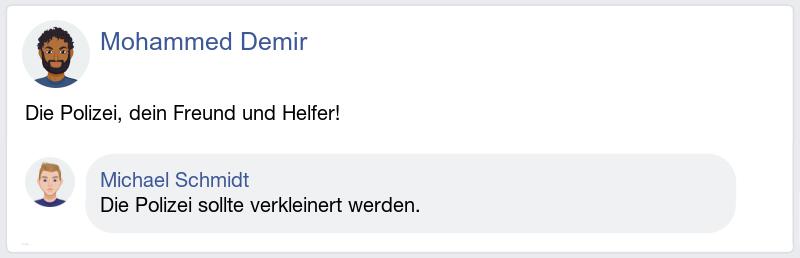 Mohammed Demir
Die Polizei, dein Freund und Helfer!
Michael Schmidt
Die Polizei sollte verkleinert werden.